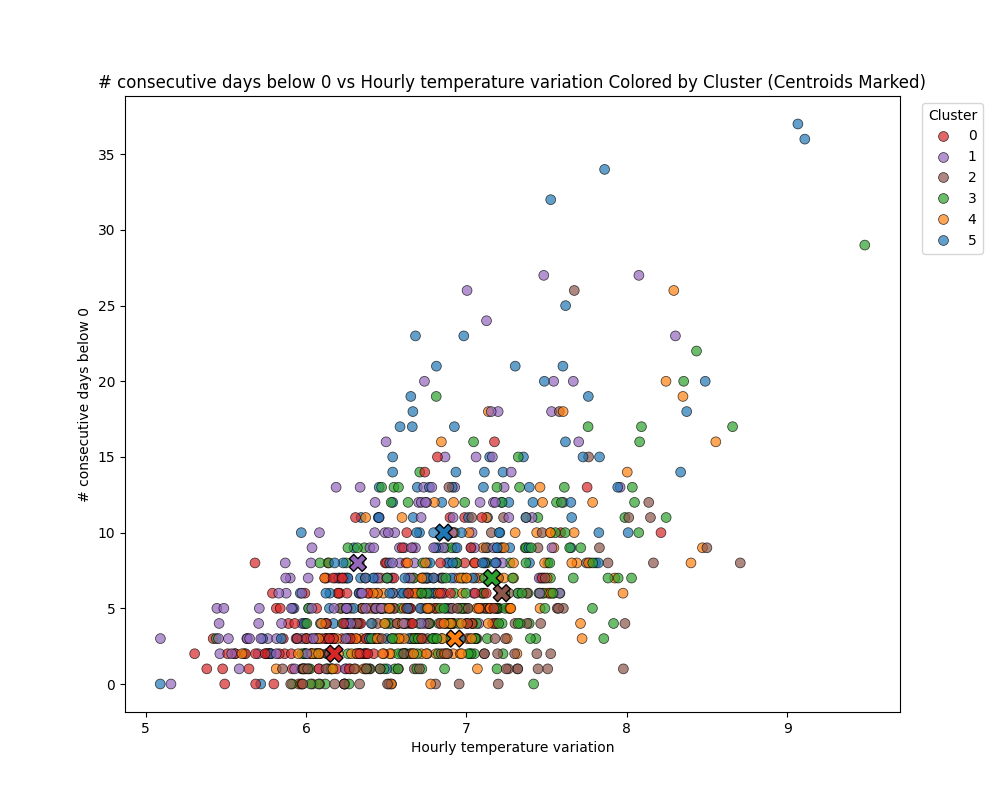 # consecutive days below 0 vs Hourly temperature variation Colored by Cluster (Centroids Marked)
Cluster
0
1
2
3
4
5
# consecutive days below 0
35
30
25
20
15
10
5
0
5 6 7 8 9
Hourly temperature variation